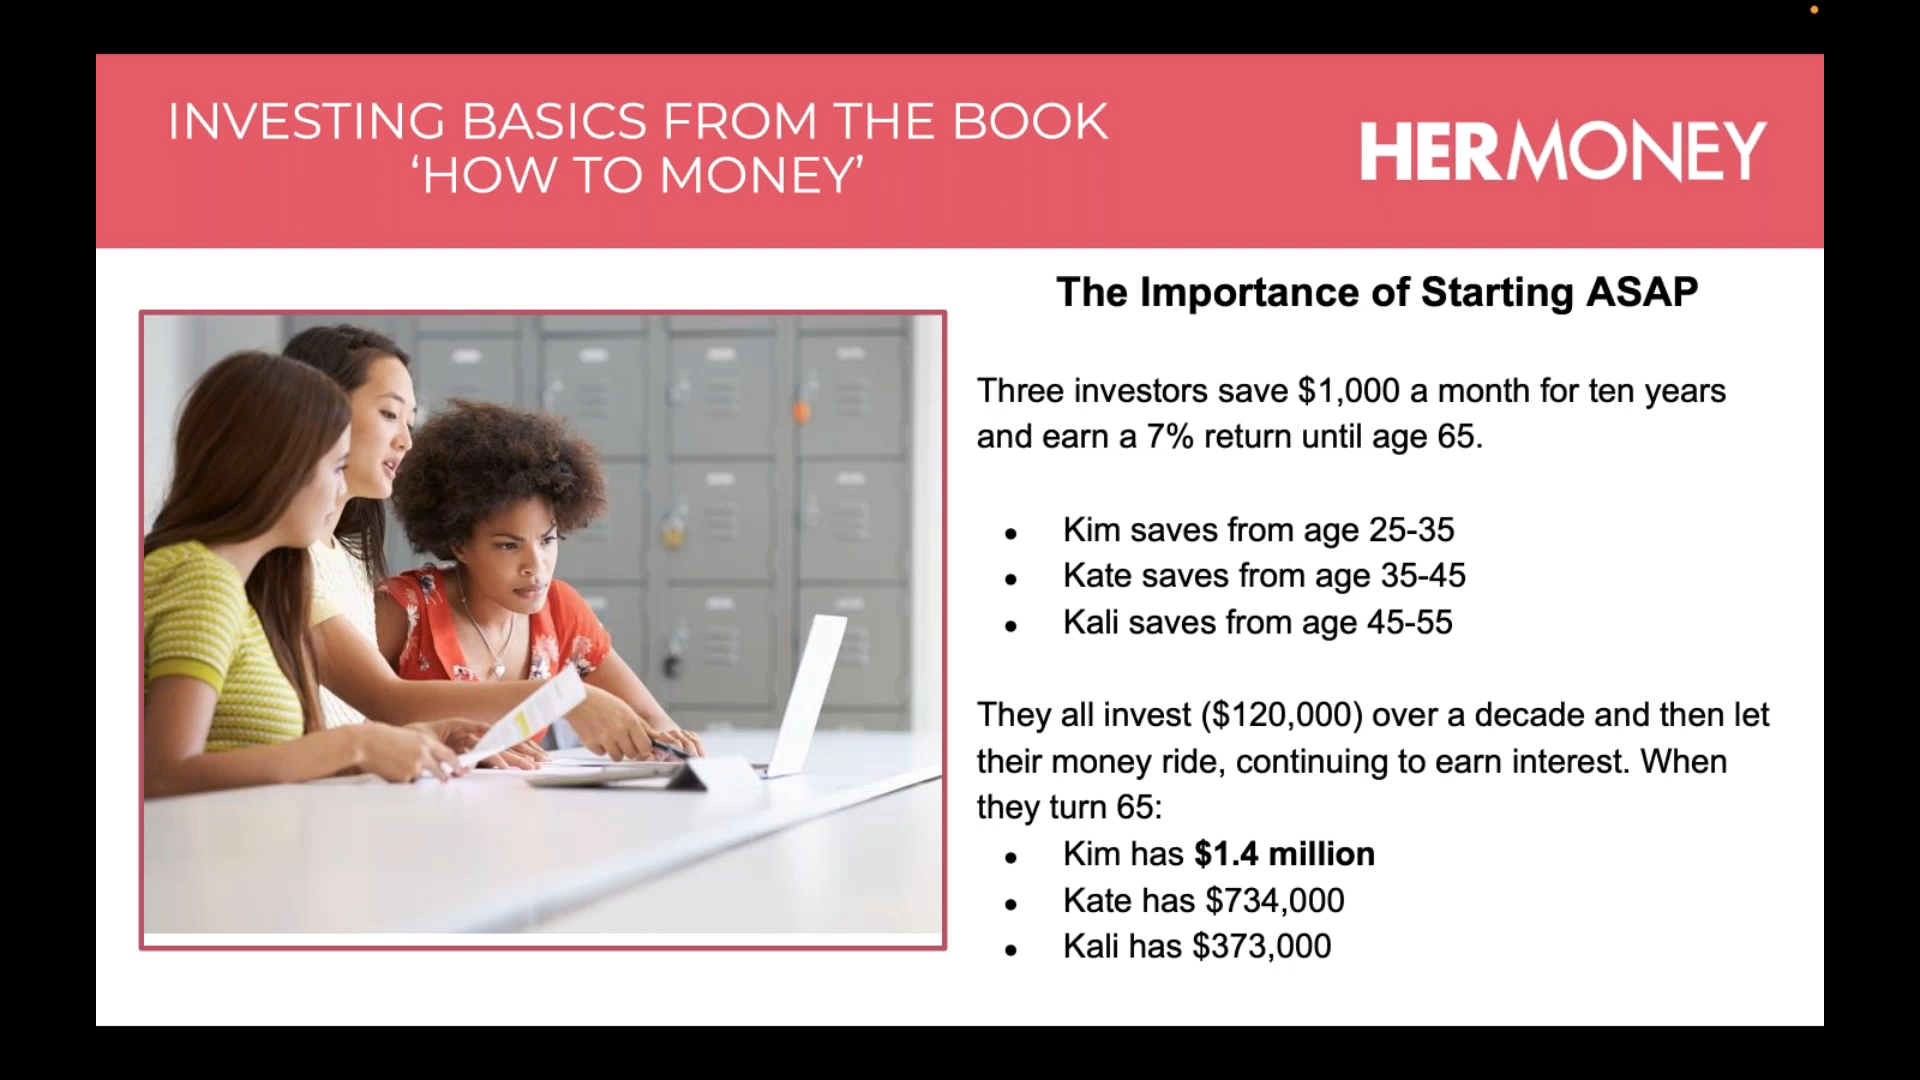 INVESTING BASICS FROM THE BOOK
‘HOW TO MONEY’
HERMONEY
The Importance of Starting ASAP
Three investors save $1,000 a month for ten years
and earn a 7% return until age 65.
● Kim saves from age 25-35
● Kate saves from age 35-45
● Kali saves from age 45-55
They all invest ($120,000) over a decade and then let
their money ride, continuing to earn interest. When
they turn 65:
● Kim has $1.4 million
● Kate has $734,000
● Kali has $373,000